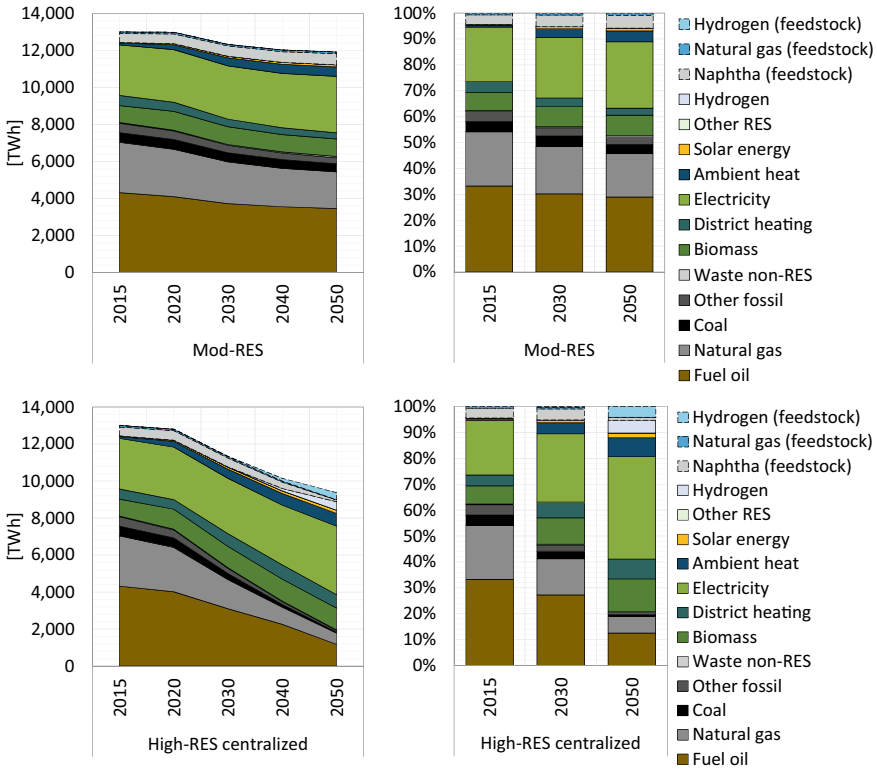 14,000
12,000
10,000
8,000
6,000
4,000
2,000
0
[TWh]
2015
2020
2030
2040
2050
Mod-RES
100%
90%
80%
70%
60%
50%
40%
30%
20%
10%
0%
2015
2030
2050
Mod-RES
Hydrogen (feedstock)
Natural gas (feedstock)
Naphtha (feedstock)
Hydrogen
Other RES
Solar energy
Ambient heat
Electricity
District heating
Biomass
Waste non-RES
Other fossil
Coal
Natural gas
Fuel oil
14,000
12,000
10,000
8,000
6,000
4,000
2,000
0
[TWh]
2015
2020
2030
2040
2050
High-RES centralized
100%
90%
80%
70%
60%
50%
40%
30%
20%
10%
0%
2015
2030
2050
High-RES centralized
Hydrogen (feedstock)
Natural gas (feedstock)
Naphtha (feedstock)
Hydrogen
Other RES
Solar energy
Ambient heat
Electricity
District heating
Biomass
Waste non-RES
Other fossil
Coal
Natural gas
Fuel oil